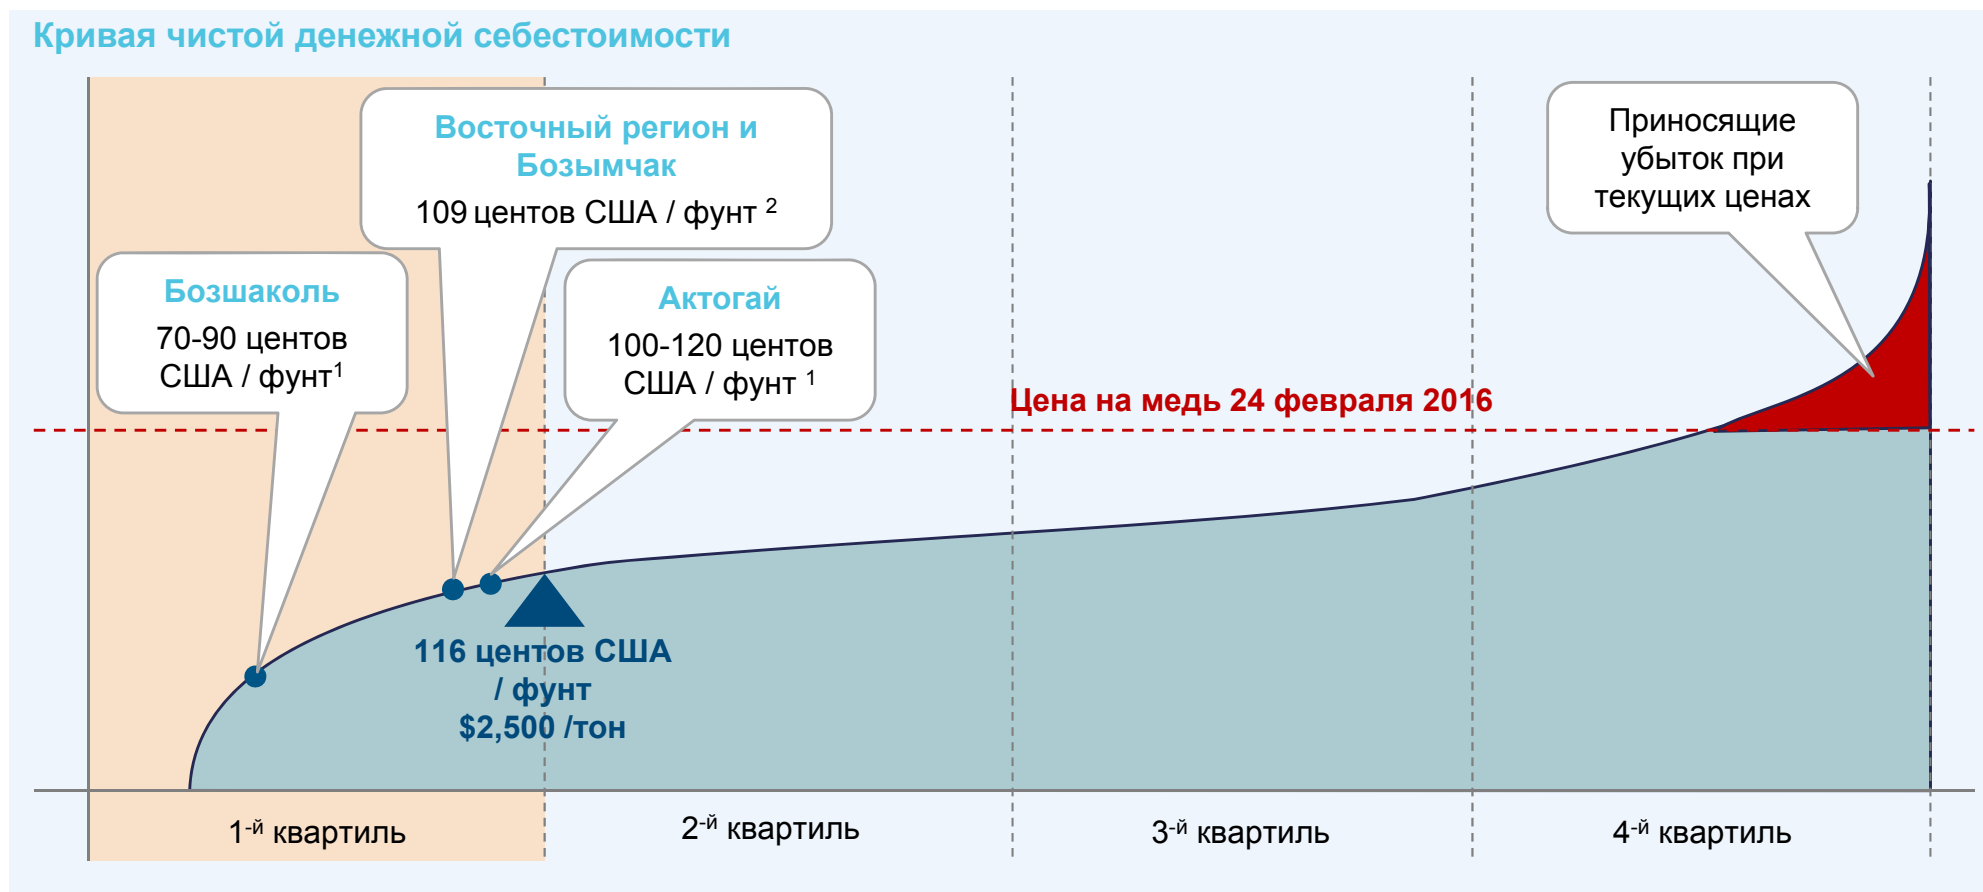 Кривая чистой денежной себестоимости
Восточный регион и
Бозымчак
109 центов США / фунт 2
Приносящие
убыток при
текущих ценах
Бозшаколь
70-90 центов
США / фунт1
Актогай
100-120 центов
США / фунт 1
Цена на медь 24 февраля 2016
116 центов США
/ фунт
$2,500 /тон
1-й квартиль
2-й квартиль
3-й квартиль
4-й квартиль